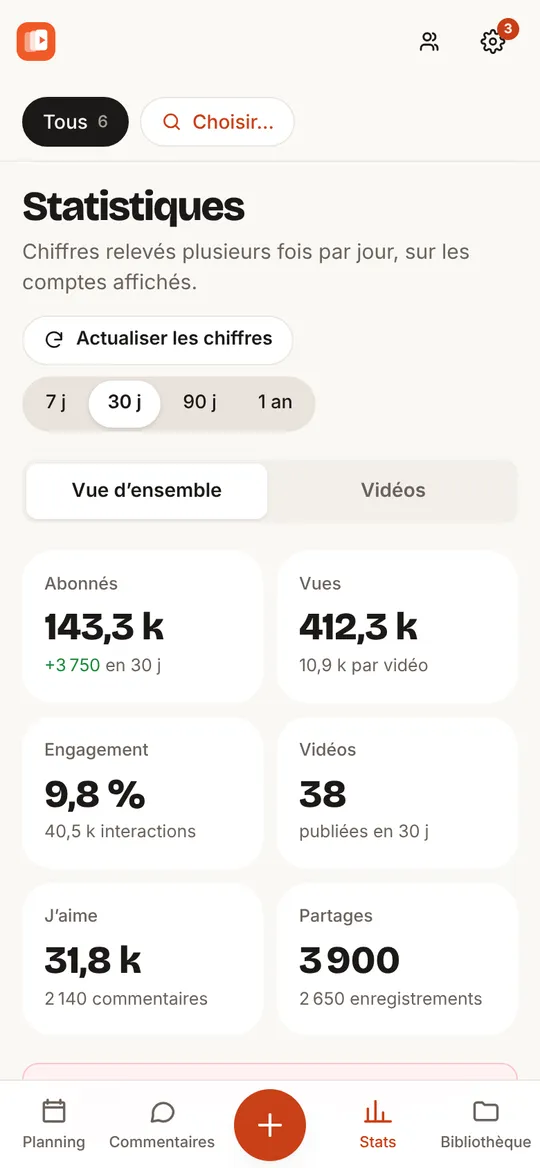 3
Tous 6
Choisir...
Statistiques
Chiffres relevés plusieurs fois par jour, sur les
comptes affichés.
Actualiser les chiffres
7 j 30 j 90 j 1 an
Vue d’ensemble Vidéos
Abonnés
143,3 k
+3 750 en 30 j
Vues
412,3 k
10,9 k par vidéo
Engagement
9,8 %
40,5 k interactions
Vidéos
38
publiées en 30 j
J’aime
31,8 k
2 140 commentaires
Partages
3 900
2 650 enregistrements
Planning Commentaires Stats Bibliothèque